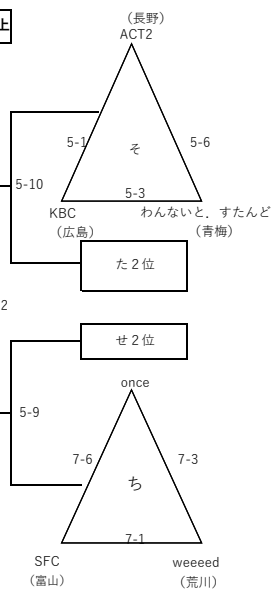 止
（長野）
ACT2
5-1
そ
5-6
5-10
5-3
KBC
わんないと．すたんど
（広島）
（青梅）
た２位
2
せ２位
once
5-9
7-6
7-3
ち
7-1
SFC
weeeed
（富山）
（荒川）